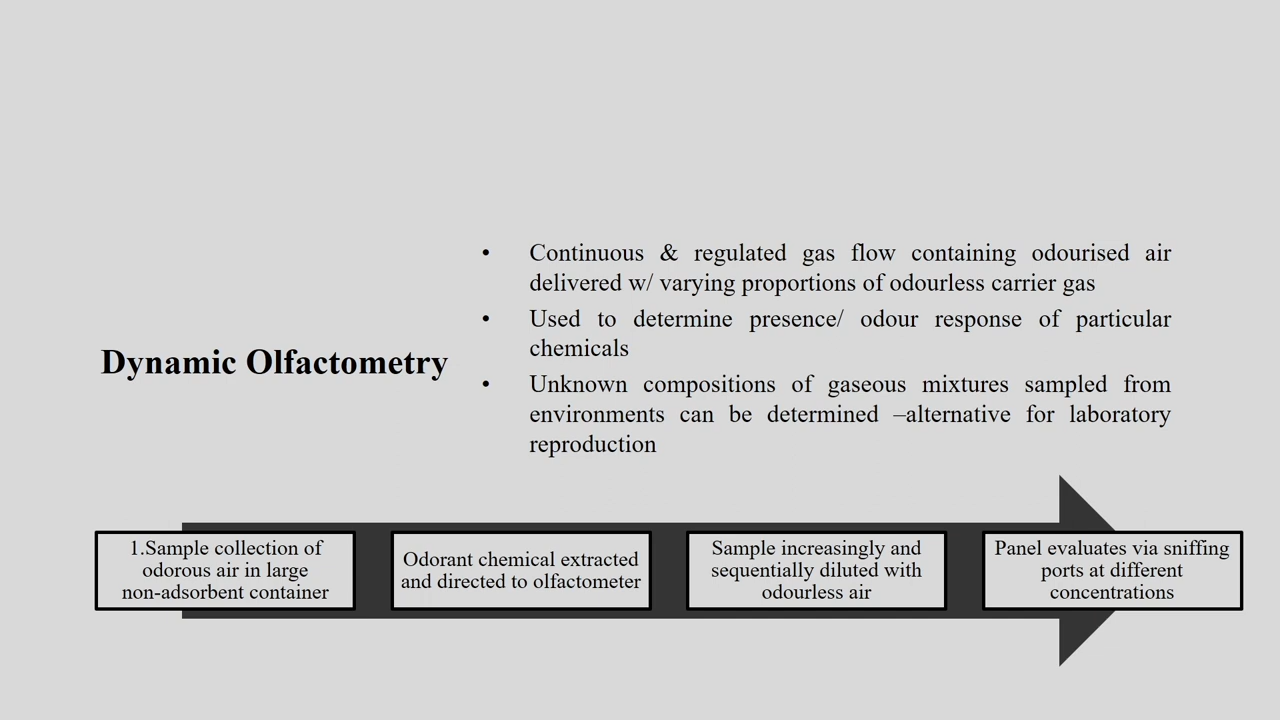 Dynamic Olfactometry
• Continuous & regulated gas flow containing odourised air
delivered w/ varying proportions of odourless carrier gas
• Used to determine presence/ odour response of particular
chemicals
• Unknown compositions of gaseous mixtures sampled from
environments can be determined –alternative for laboratory
reproduction
1.Sample collection of
odorous air in large
non-adsorbent container
Odorant chemical extracted
and directed to olfactometer
Sample increasingly and
sequentially diluted with
odourless air
Panel evaluates via sniffing
ports at different
concentrations